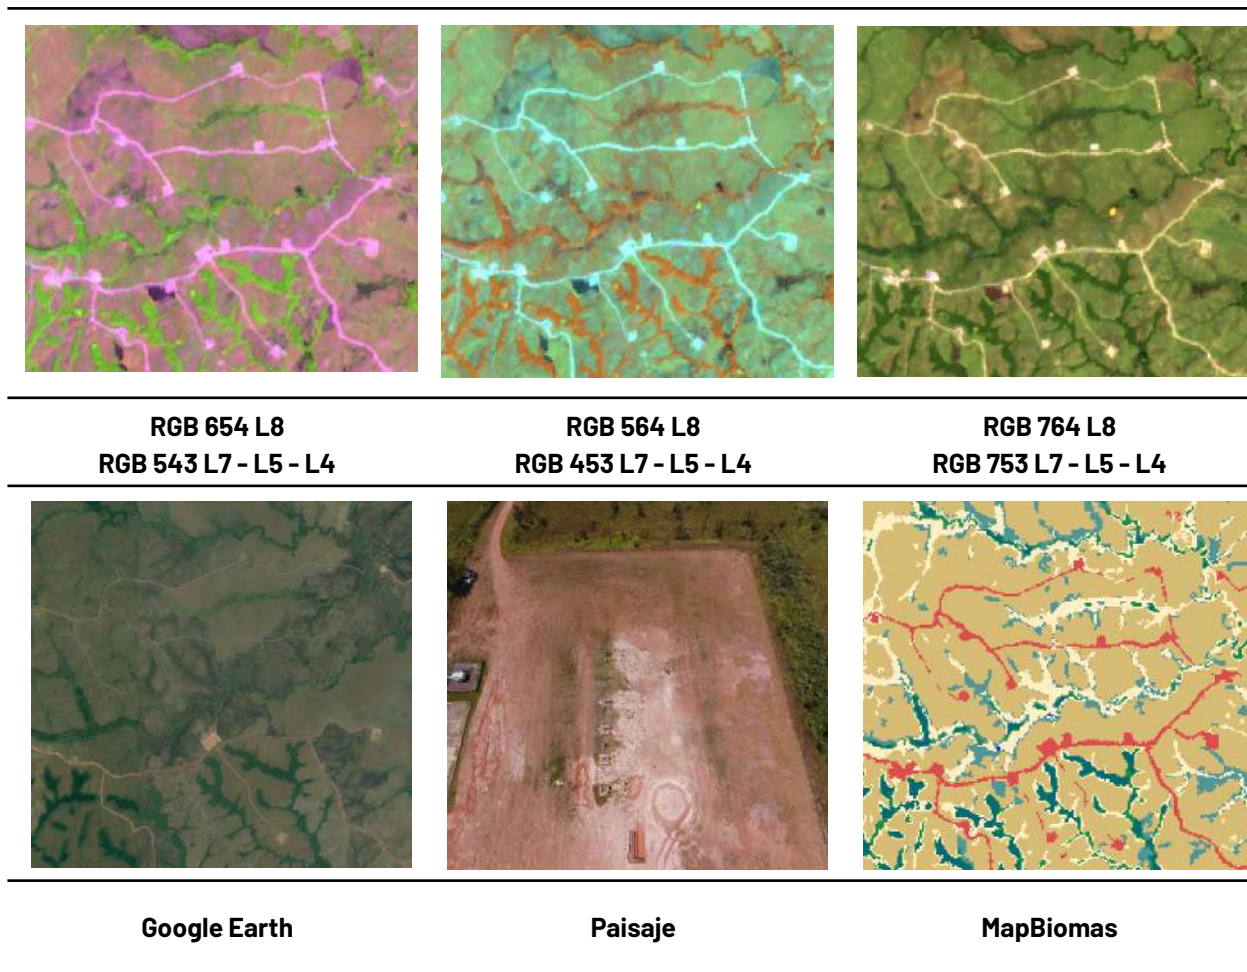 RGB 654 L8
RGB 543 L7 - L5 - L4
RGB 564 L8
RGB 453 L7 - L5 - L4
RGB 764 L8
RGB 753 L7 - L5 - L4
Google Earth
Paisaje
MapBiomas